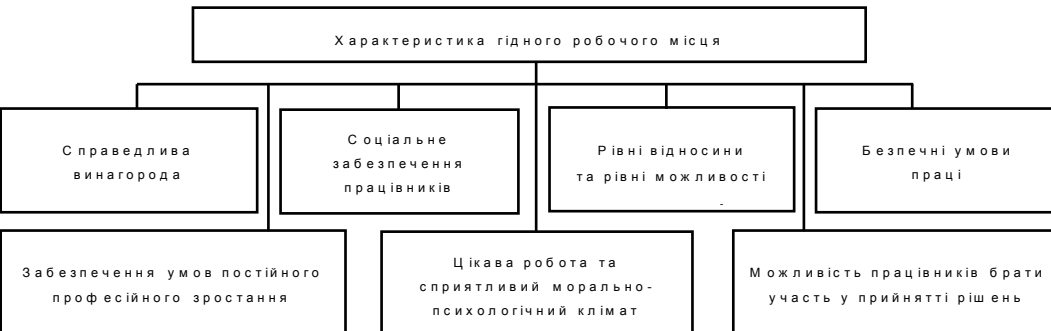 Характеристика гідного робочого місця
Справедлива
винагорода
Соціальне
забезпечення
працівників
Рівні відносини
та рівні можливості
Безпечні умови
праці
Забезпечення умов постійного
професійного зростання
Цікава робота та
сприятливий морально-
психологічний клімат
Можливість працівників брати
участь у прийнятті рішень